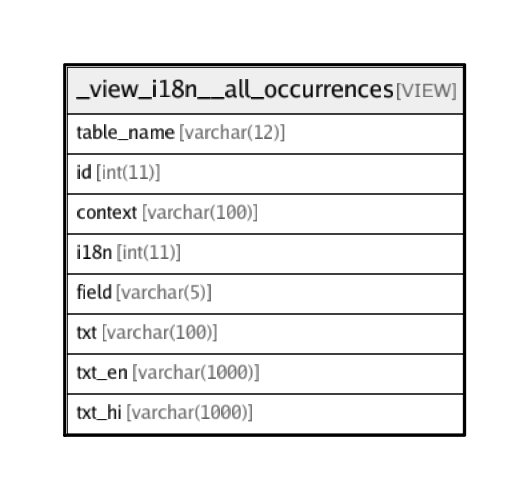 _view_i18n__all_occurrences [VIEW]
table_name [varchar(12)]
id [int(11)]
context [varchar(100)]
i18n [int(11)]
field [varchar(5)]
txt [varchar(100)]
txt_en [varchar(1000)]
txt_hi [varchar(1000)]